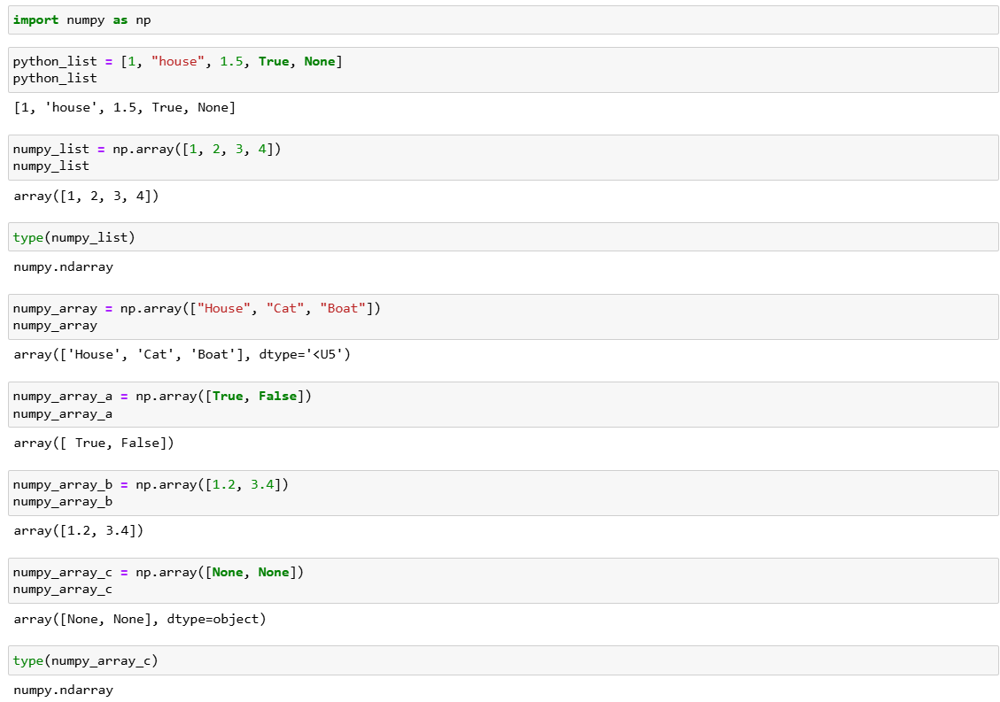 import numpy as np
python_list = [1, "house", 1.5, True, None]
python_list
[1, 'house', 1.5, True, None]
numpy_list = np.array([1, 2, 3, 4])
numpy_list
array([1, 2, 3, 4])
type(numpy_list)
numpy.ndarray
numpy_array = np.array(["House", "Cat", "Boat"])
numpy_array
array(['House', 'Cat', 'Boat'], dtype='<U5')
numpy_array_a = np.array([True, False])
numpy_array_a
array([ True, False])
numpy_array_b = np.array([1.2, 3.4])
numpy_array_b
array([1.2, 3.4])
numpy_array_c = np.array([None, None])
numpy_array_c
array([None, None], dtype=object)
type(numpy_array_c)
numpy.ndarray